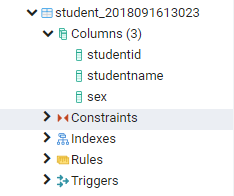 student_2018091613023
Columns (3)
studentid
studentname
sex
Constraints
Indexes
Rules
Triggers